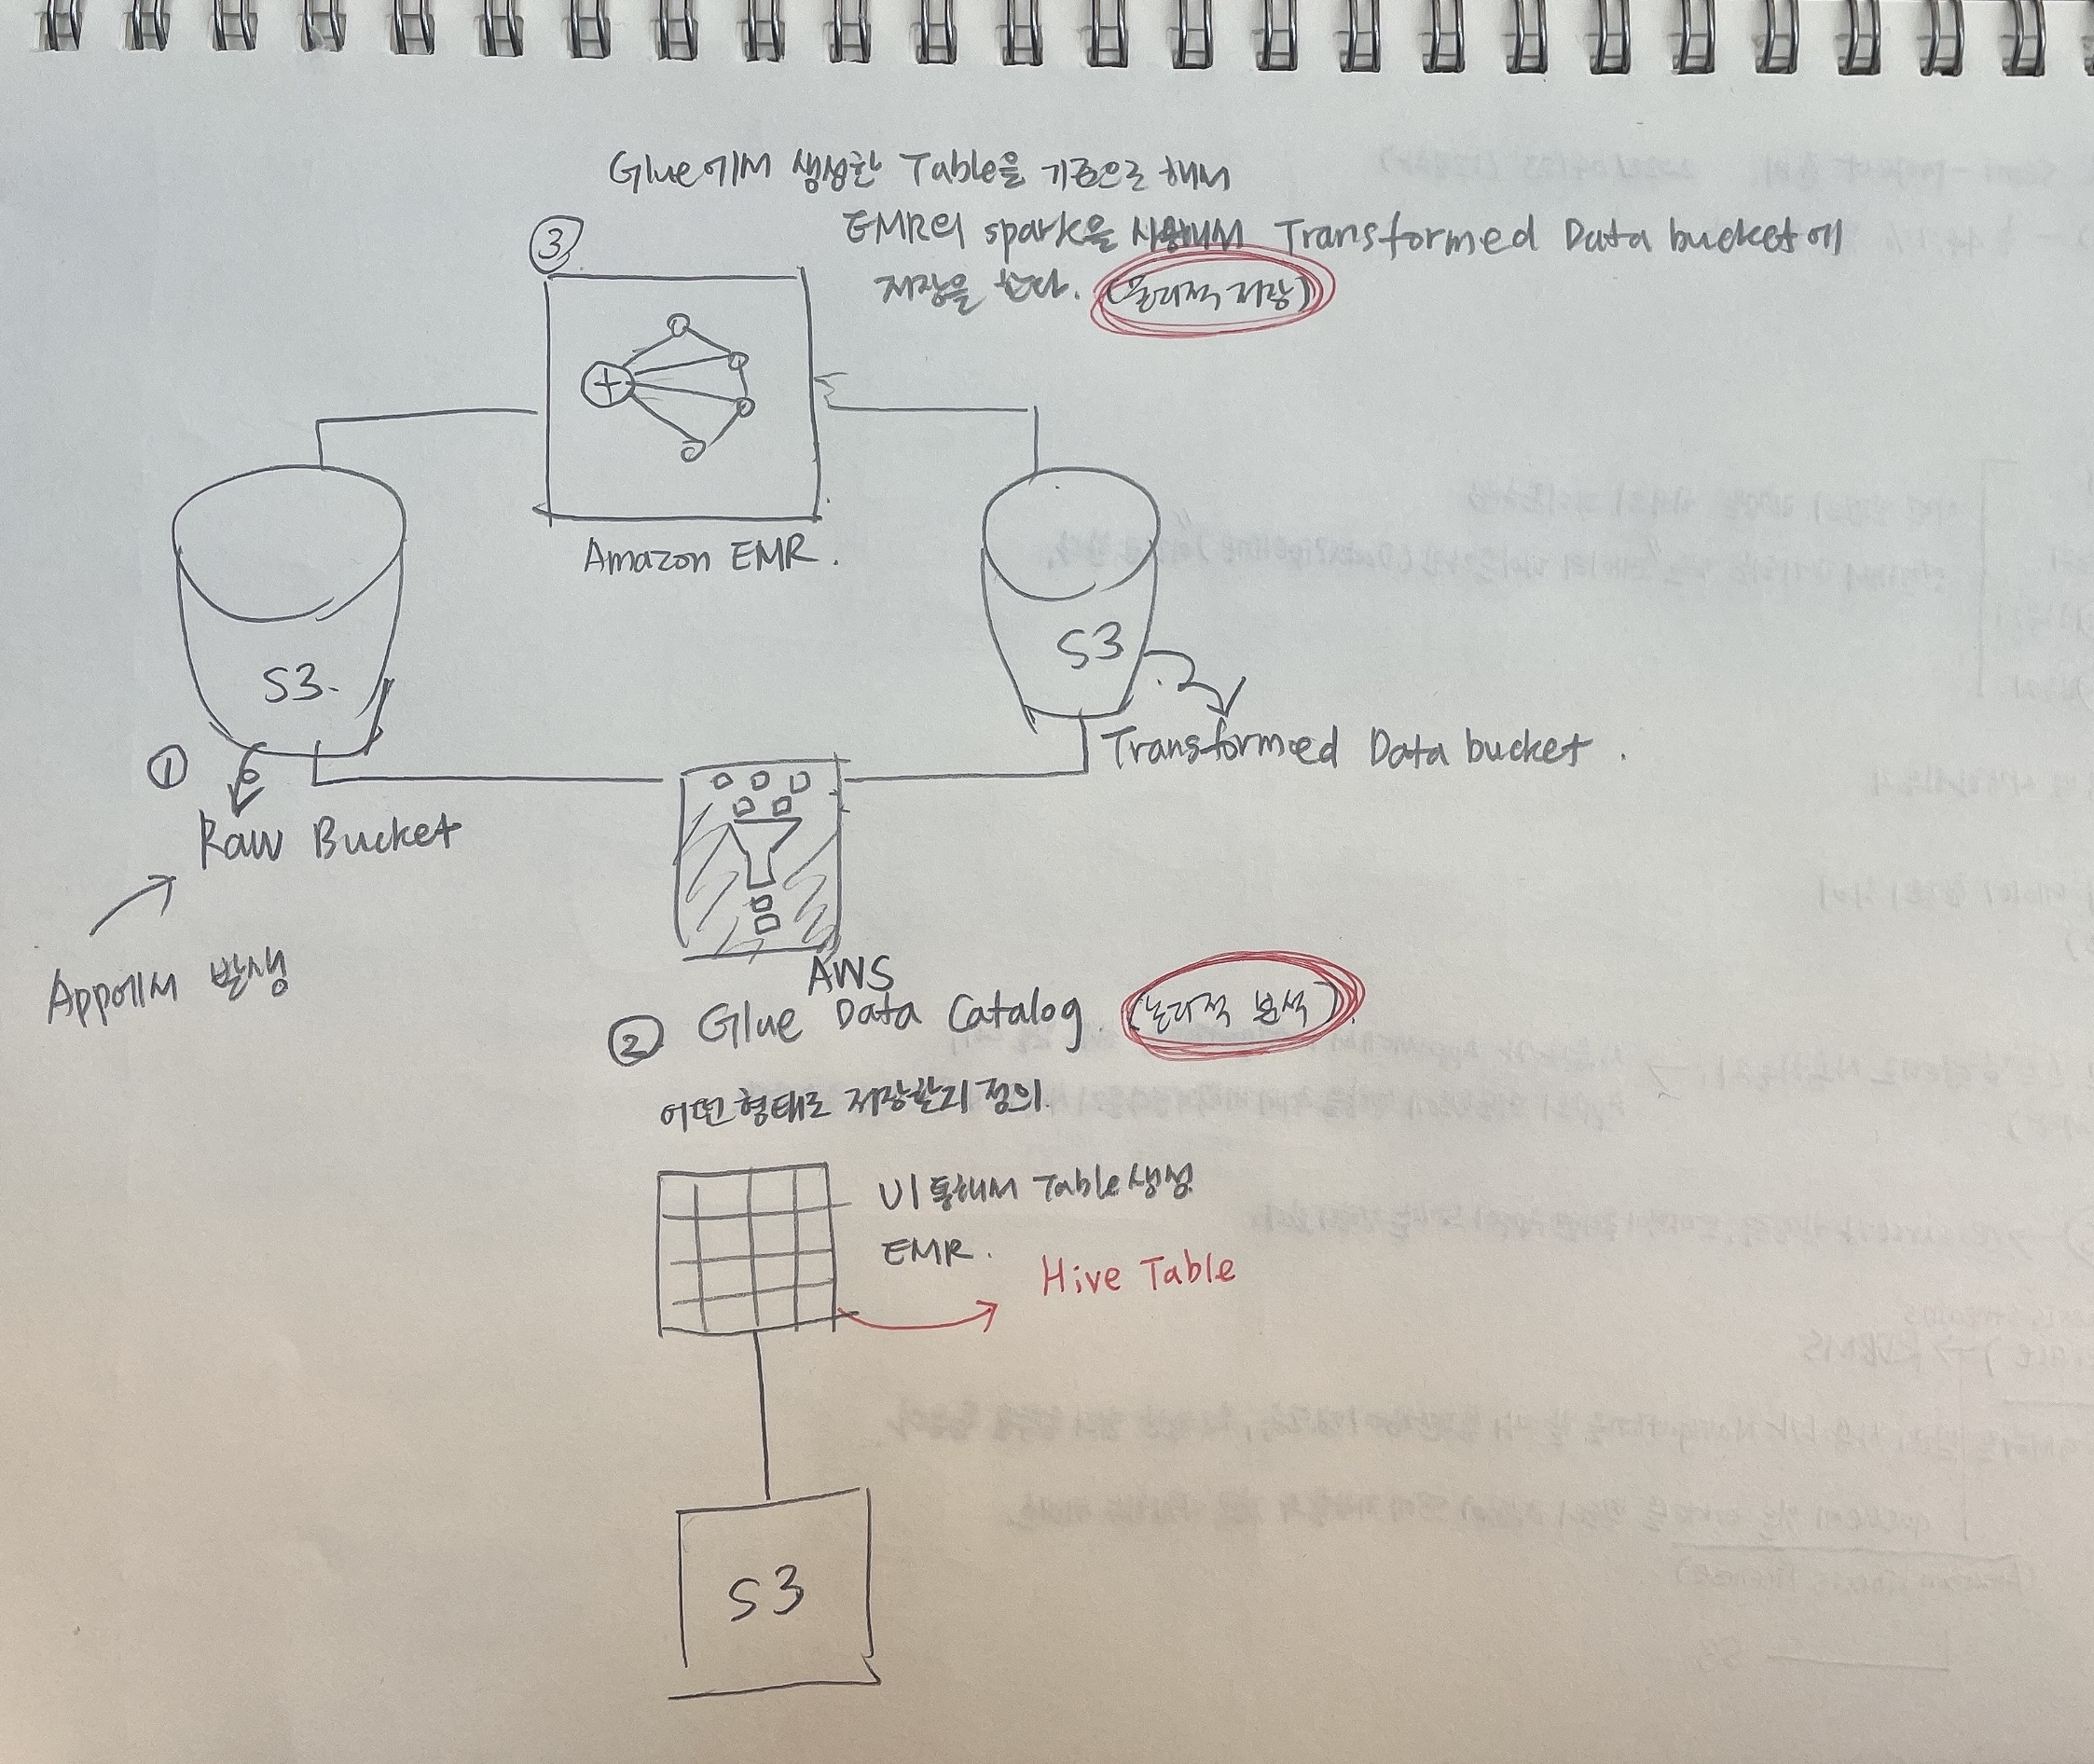 Glue에서 생성한 Table을 기준으로 해서
③
EMR의 spark을 사용해서 Transformed Data bucket에
저장을 한다. (물리적 저장)
Amazon EMR.
S3.
S3
①
Transformed Data bucket.
Raw Bucket
App에서 발생
AWS
② Glue Data Catalog. (논리적 분석)
어떤 형태로 저장할지 정의.
UI 통해서 Table 생성
EMR.
Hive Table
S3